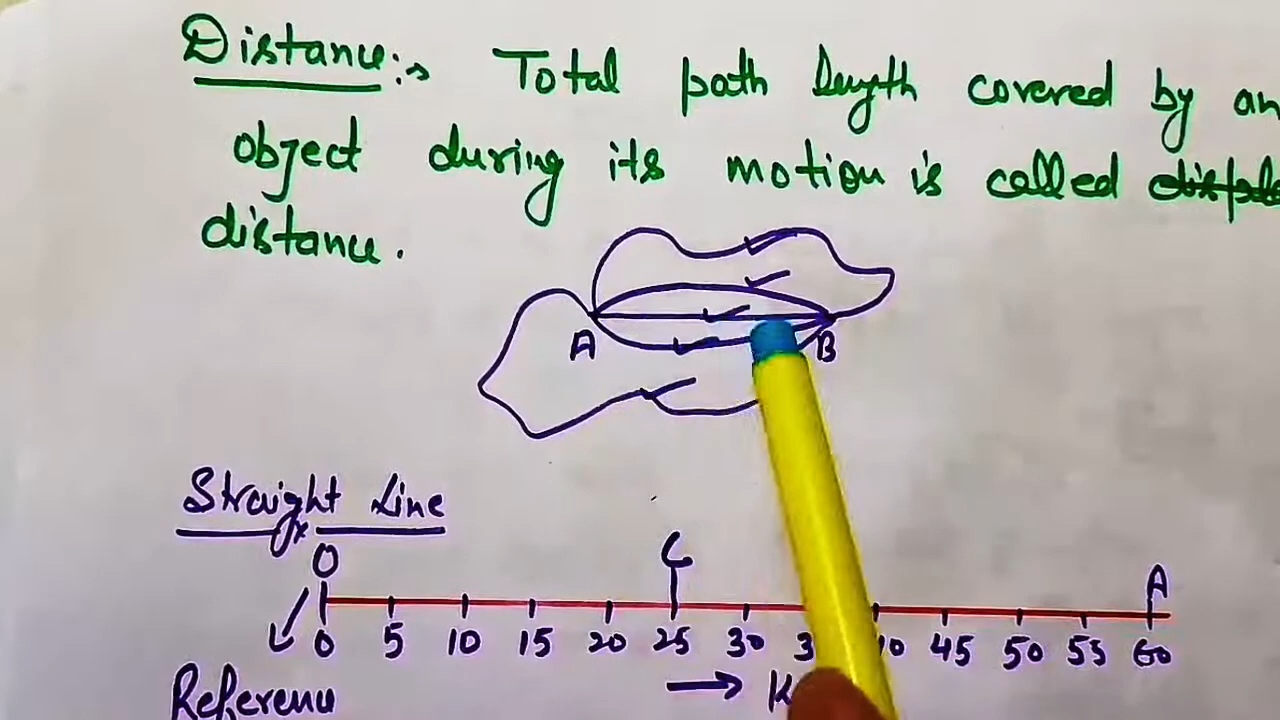 Distance:→ Total path length covered by an
object during its motion is called
distance.
A B
Straight Line
O C A
0 5 10 15 20 25 30 45 50 55 60
→ K
Reference